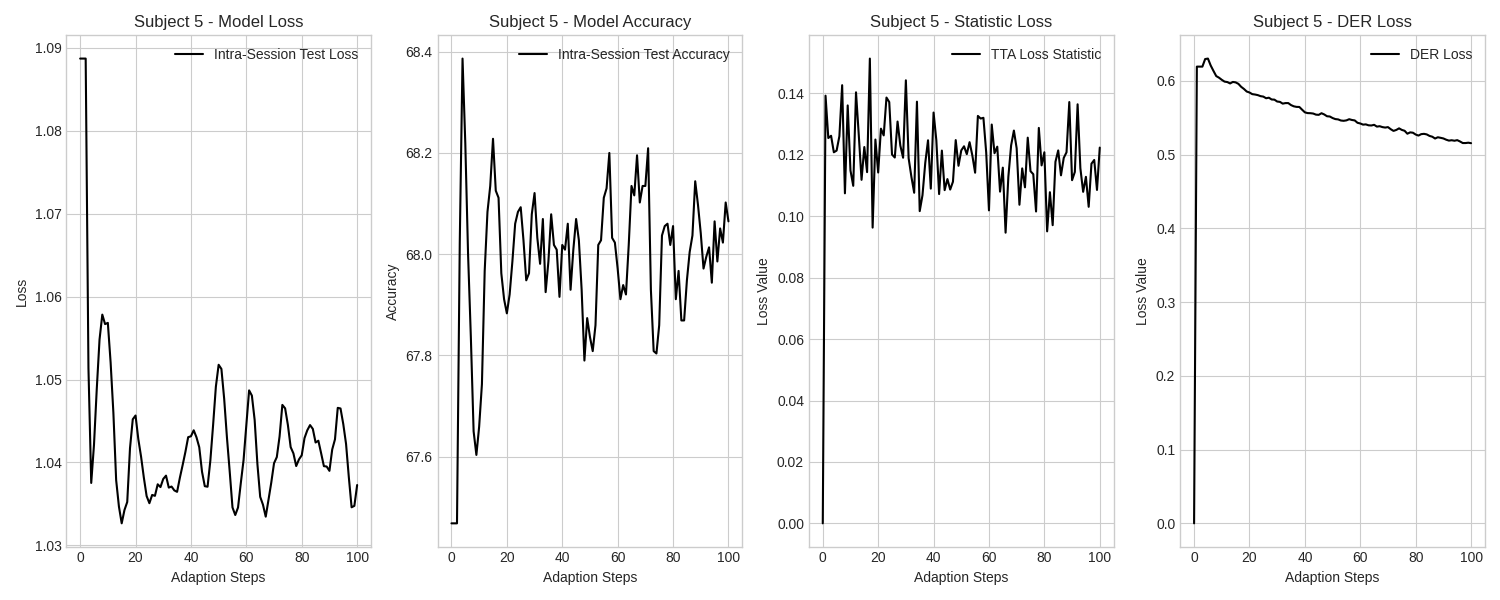 Subject 5 - Model Loss
Intra-Session Test Loss
1.09
1.08
1.07
1.06
1.05
1.04
1.03
Loss
0 20 40 60 80 100
Adaption Steps
Subject 5 - Model Accuracy
Intra-Session Test Accuracy
68.4
68.2
68.0
67.8
67.6
Accuracy
0 20 40 60 80 100
Adaption Steps
Subject 5 - Statistic Loss
TTA Loss Statistic
0.14
0.12
0.10
0.08
0.06
0.04
0.02
0.00
Loss Value
0 20 40 60 80 100
Adaption Steps
Subject 5 - DER Loss
DER Loss
0.6
0.5
0.4
0.3
0.2
0.1
0.0
Loss Value
0 20 40 60 80 100
Adaption Steps